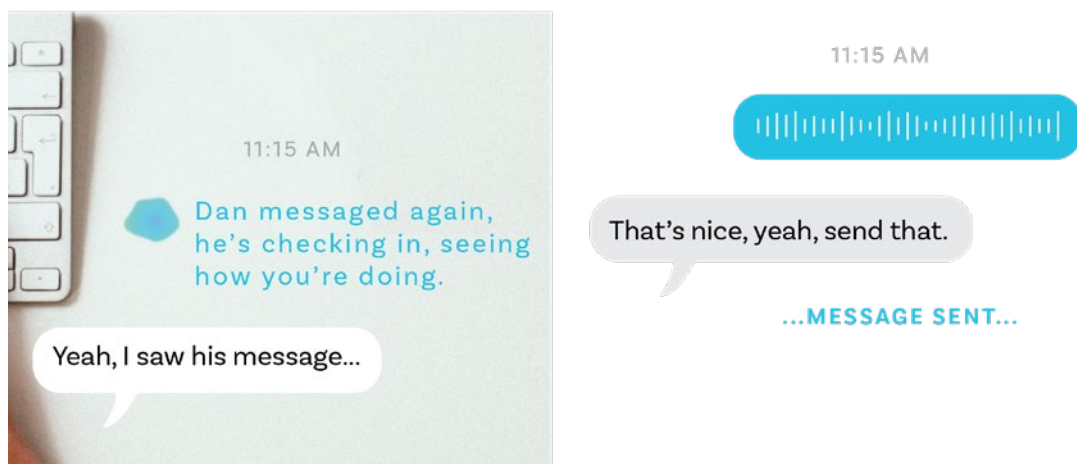 11:15 AM
Dan messaged again,
he's checking in, seeing
how you're doing.
Yeah, I saw his message...
11:15 AM
That's nice, yeah, send that.
...MESSAGE SENT...